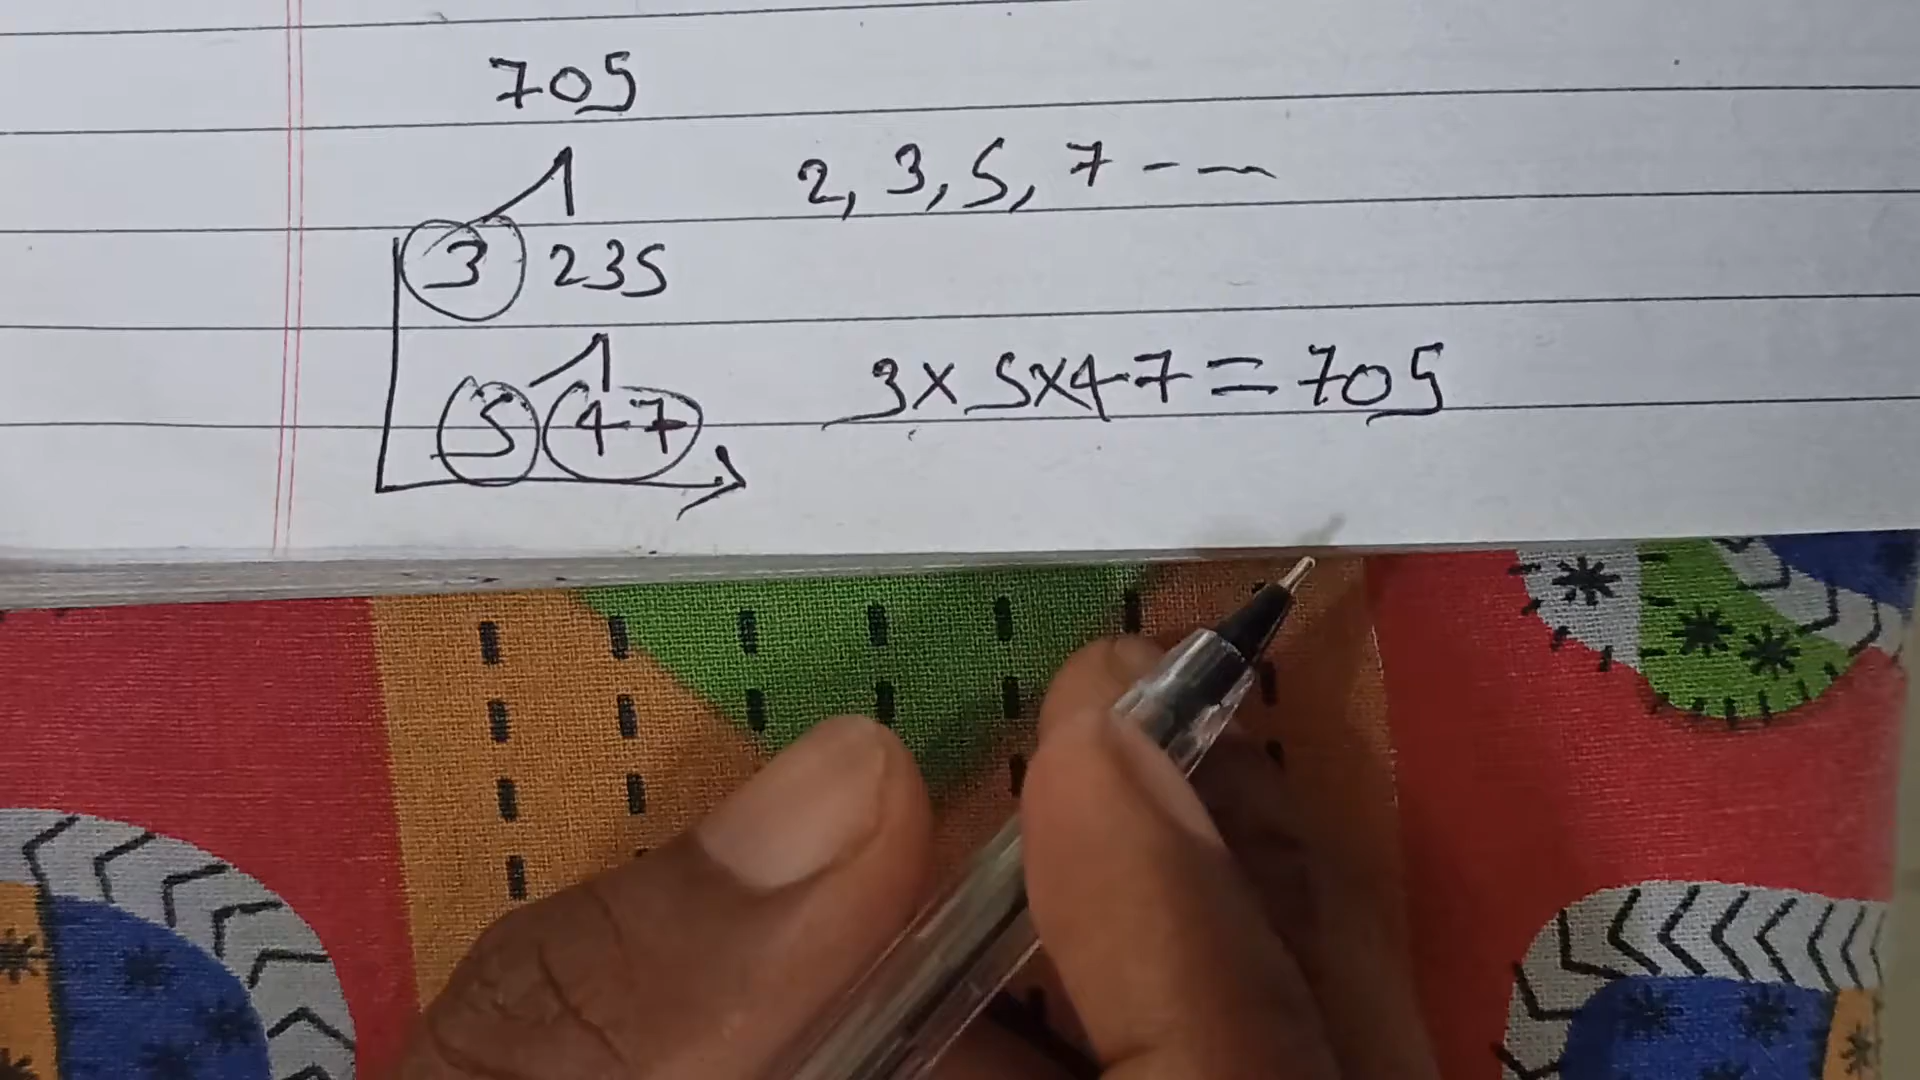 705
2, 3, 5, 7 - —
3 235
5 47
3 x 5 x 47 = 705